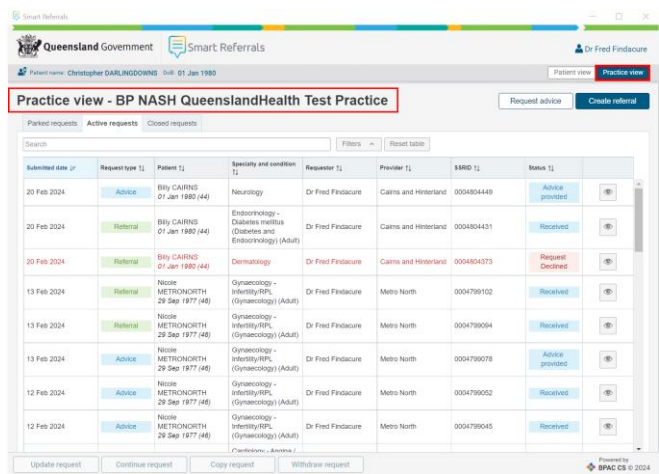 Smart Referrals
Queensland Government Smart Referrals
Dr Fred Findacure
Patient name: Christopher DARLINGDOWNS DoB 01 Jan 1980
Patient view
Practice view
Practice view - BP NASH QueenslandHealth Test Practice
Request advice
Create referral
Parked requests Active requests Closed requests
Search
Filters
Reset table
Submitted date Request type Patient Specialty and condition Requestor Provider SSRID Status
20 Feb 2024 Advice Billy CAIRNS Neurology Dr Fred Findacure Cairns and Hinterland 0004804449 Advice
01 Jan 1980 (44) provided
Endocrinology -
20 Feb 2024 Referral Billy CAIRNS Diabetes mellitus Dr Fred Findacure Cairns and Hinterland 0004804431 Received
01 Jan 1980 (44) (Diabetes and
Endocrinology) (Adult)
20 Feb 2024 Referral Billy CAIRNS Dermatology Dr Fred Findacure Cairns and Hinterland 0004804373 Request
01 Jan 1980 (44) Declined
Nicole Gynaecology -
13 Feb 2024 Referral METRONORTH Infertility/RPL Dr Fred Findacure Metro North 0004799102 Received
29 Sep 1977 (46) (Gynaecology) (Adult)
Nicole Gynaecology -
13 Feb 2024 Referral METRONORTH Infertility/RPL Dr Fred Findacure Metro North 0004799094 Received
29 Sep 1977 (46) (Gynaecology) (Adult)
Nicole Gynaecology -
13 Feb 2024 Advice METRONORTH Infertility/RPL Dr Fred Findacure Metro North 0004799078 Advice
29 Sep 1977 (46) (Gynaecology) (Adult) provided
Nicole Gynaecology -
12 Feb 2024 Advice METRONORTH Infertility/RPL Dr Fred Findacure Metro North 0004799052 Received
29 Sep 1977 (46) (Gynaecology) (Adult)
Nicole Gynaecology -
12 Feb 2024 Advice METRONORTH Infertility/RPL Dr Fred Findacure Metro North 0004799045 Received
29 Sep 1977 (46) (Gynaecology) (Adult)
Cardiology - Angina /
Update request Continue request Copy request Withdraw request
Powered by
BPAC CS © 2024